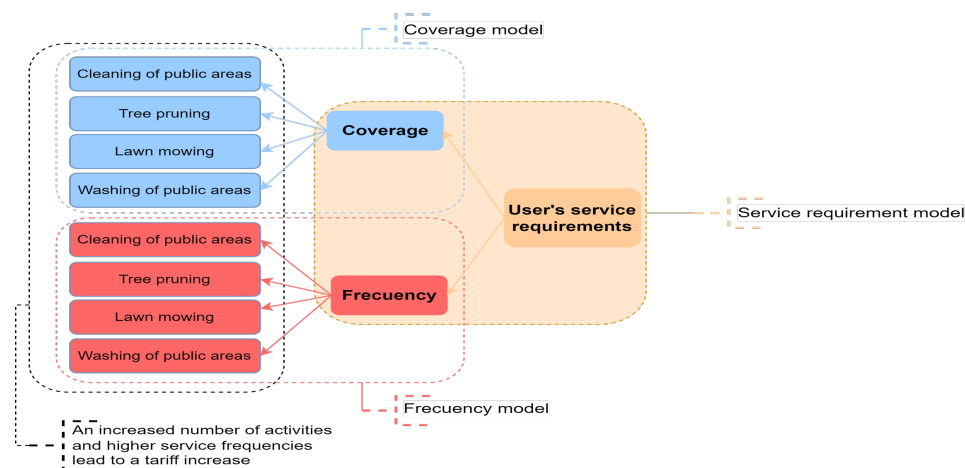 Coverage model
Cleaning of public areas
Tree pruning
Lawn mowing
Washing of public areas
Coverage
User's service
requirements
Service requirement model
Cleaning of public areas
Tree pruning
Lawn mowing
Washing of public areas
Frecuency
Frecuency model
An increased number of activities
and higher service frequencies
lead to a tariff increase